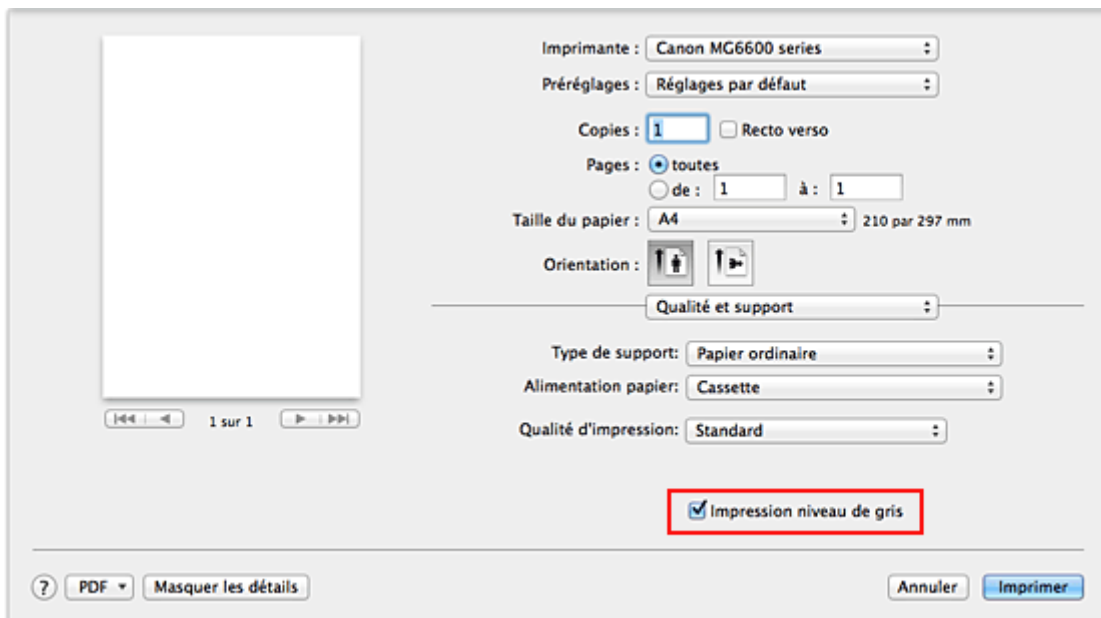 Imprimante : Canon MG6600 series
Préréglages : Réglages par défaut
Copies : 1 Recto verso
Pages : toutes
de : 1 à : 1
Taille du papier : A4 210 par 297 mm
Orientation :
Qualité et support
Type de support: Papier ordinaire
Alimentation papier: Cassette
1 sur 1
Qualité d'impression: Standard
Impression niveau de gris
? PDF Masquer les détails Annuler Imprimer